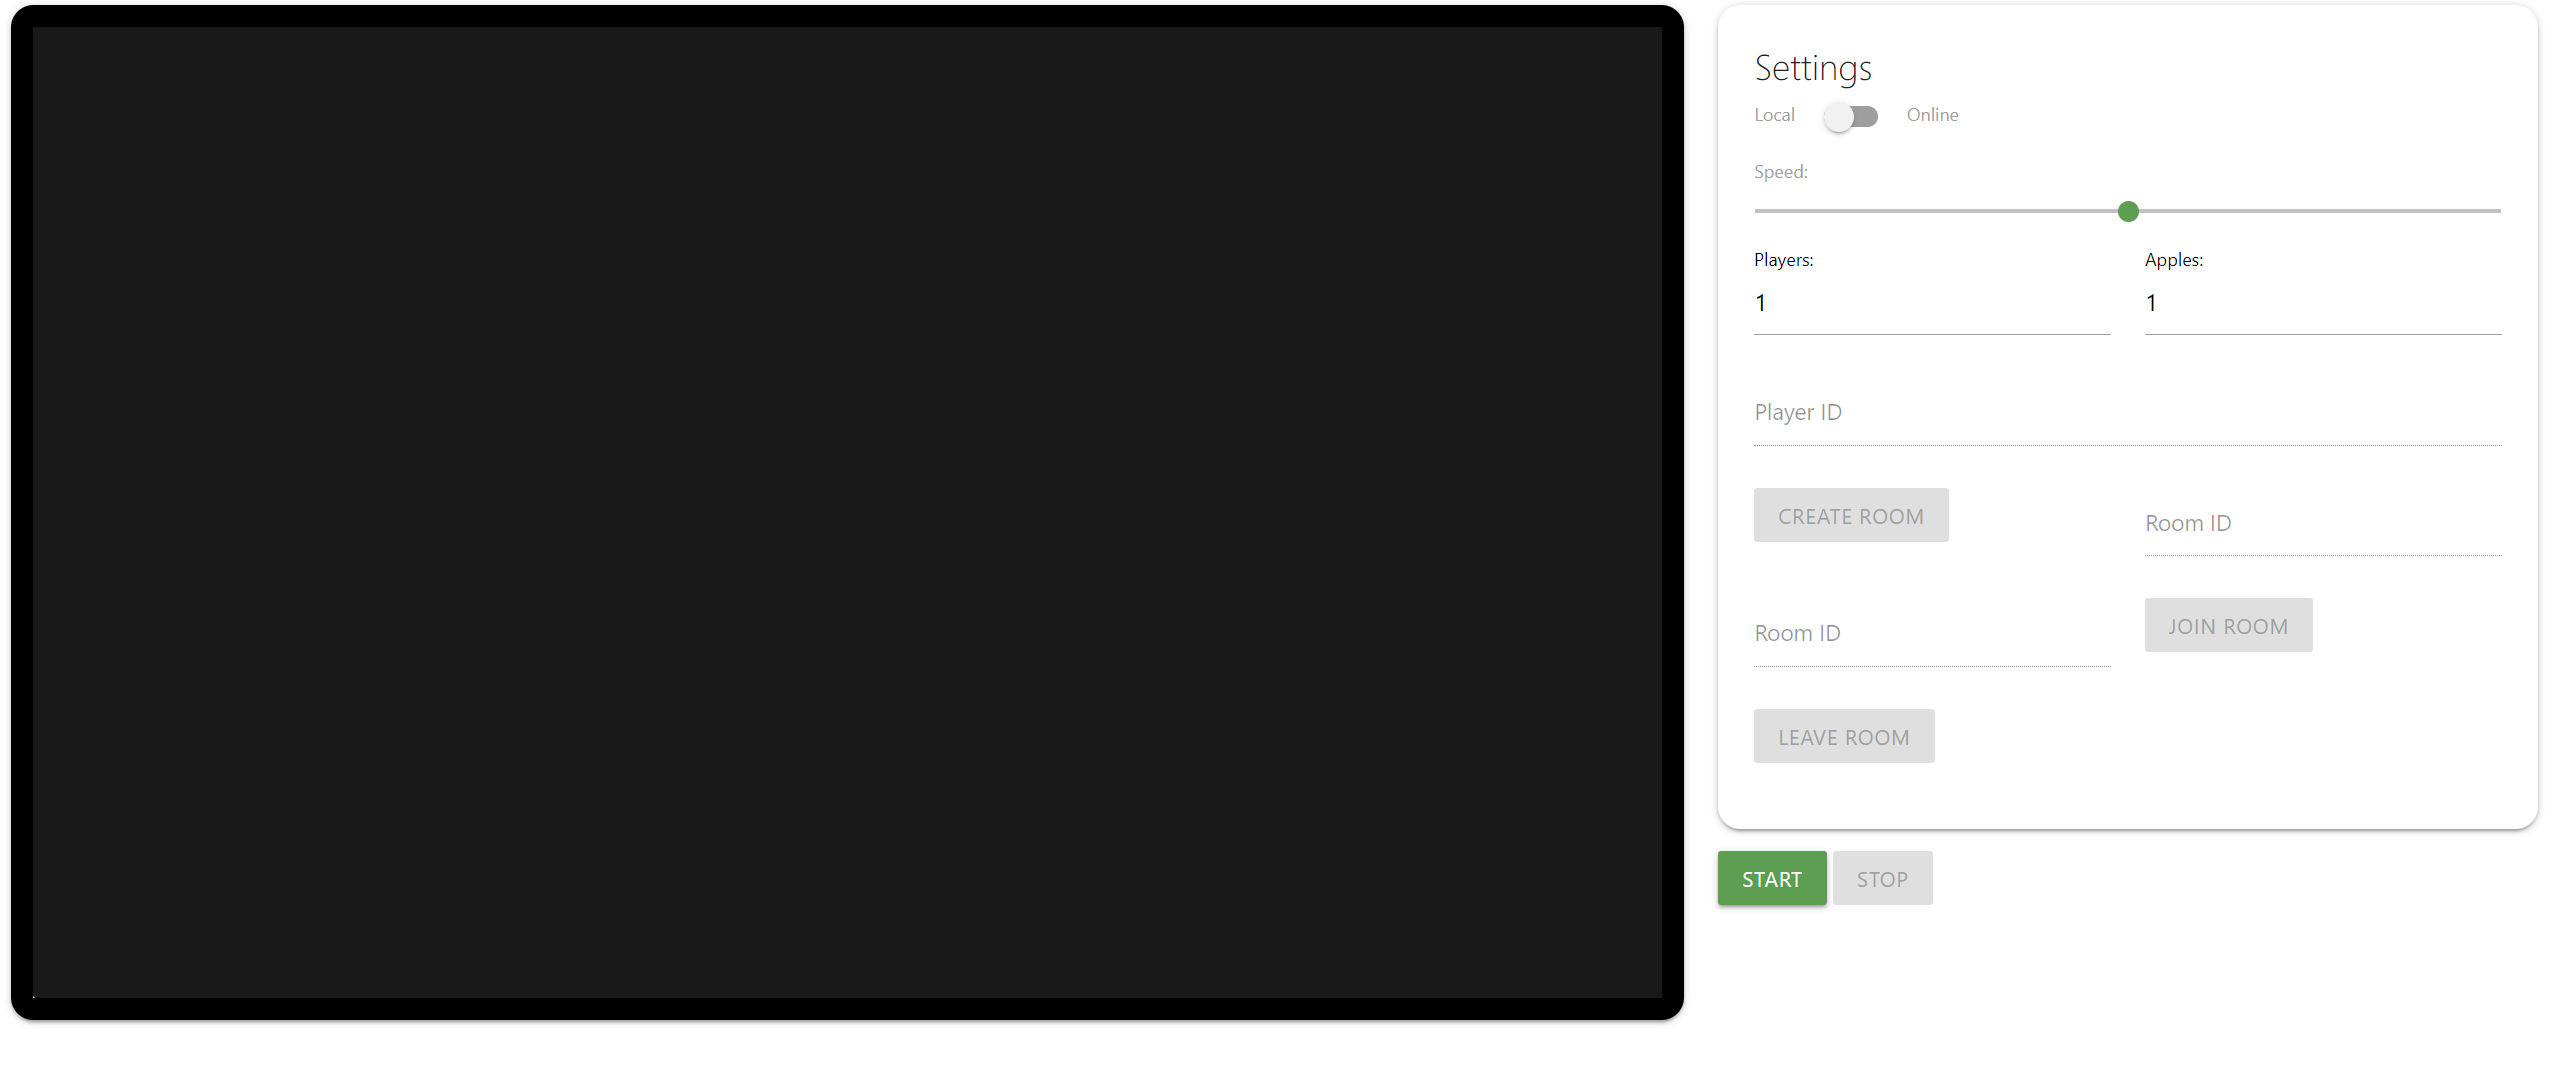 Settings
Local Online
Speed:
Players: Apples:
1 1
Player ID
CREATE ROOM
Room ID
Room ID
JOIN ROOM
LEAVE ROOM
START STOP